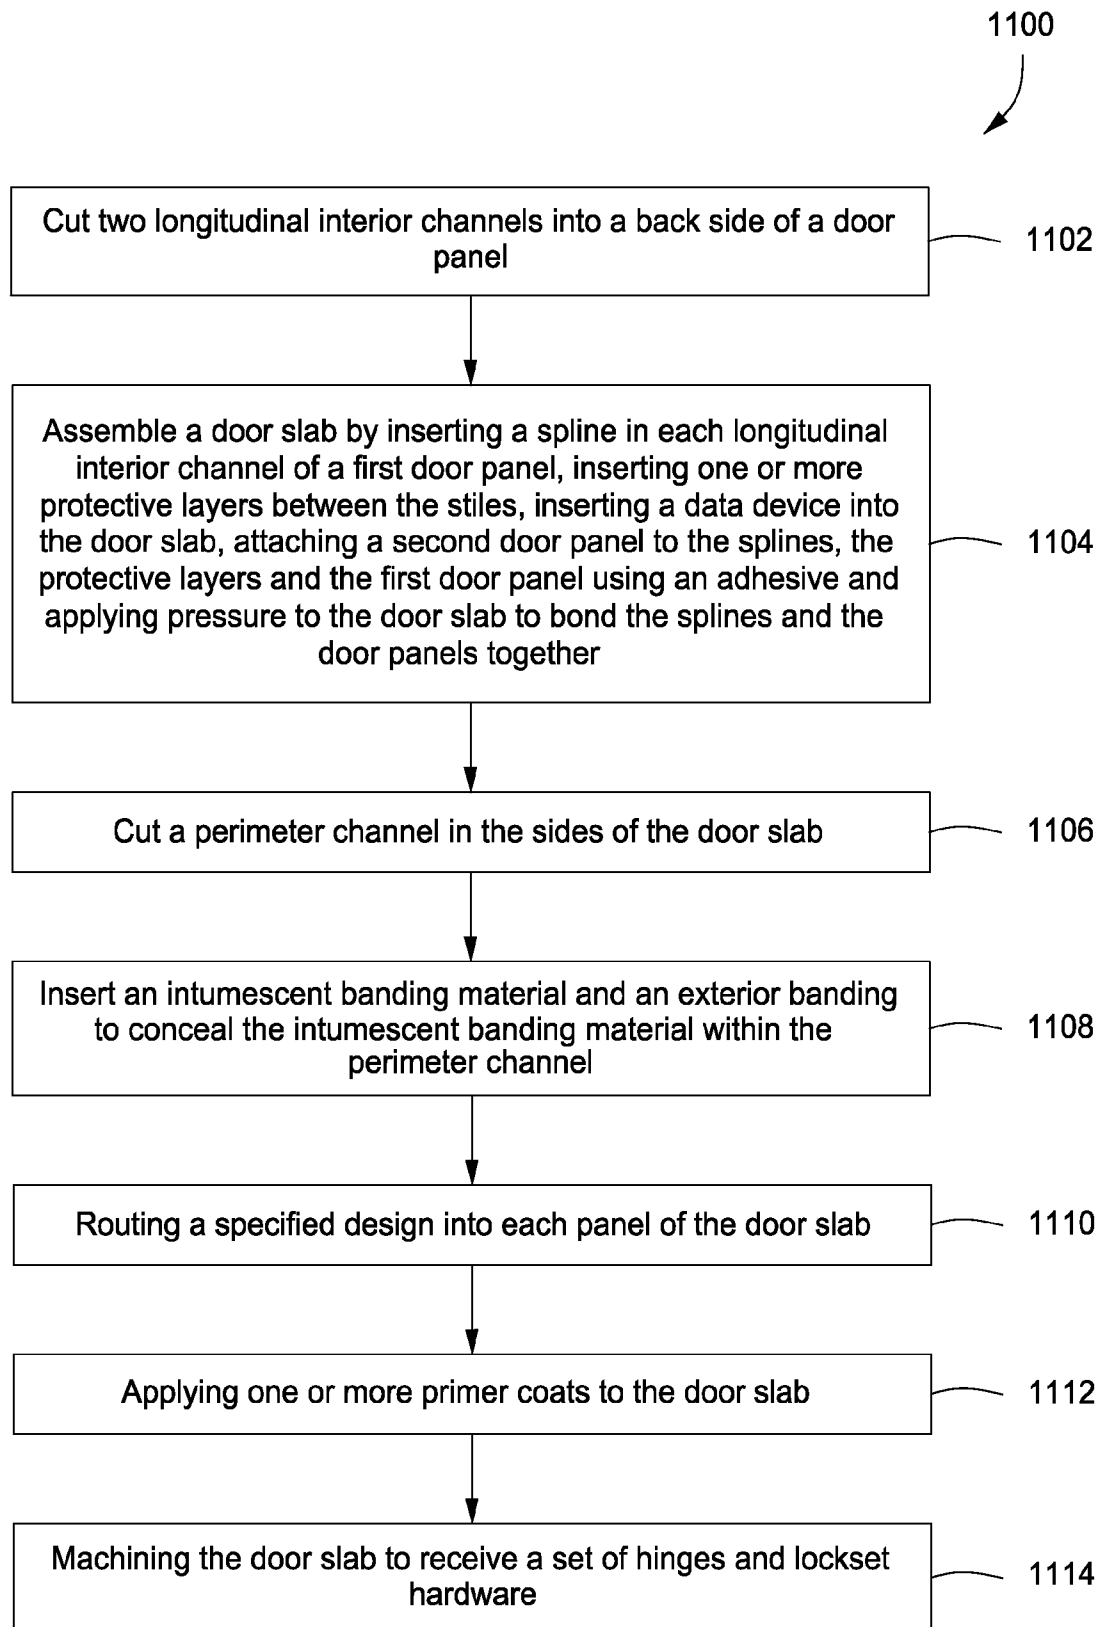 1100
Cut two longitudinal interior channels into a back side of a door
panel
1102
Assemble a door slab by inserting a spline in each longitudinal
interior channel of a first door panel, inserting one or more
protective layers between the stiles, inserting a data device into
the door slab, attaching a second door panel to the splines, the
protective layers and the first door panel using an adhesive and
applying pressure to the door slab to bond the splines and the
door panels together
1104
Cut a perimeter channel in the sides of the door slab
1106
Insert an intumescent banding material and an exterior banding
to conceal the intumescent banding material within the
perimeter channel
1108
Routing a specified design into each panel of the door slab
1110
Applying one or more primer coats to the door slab
1112
Machining the door slab to receive a set of hinges and lockset
hardware
1114